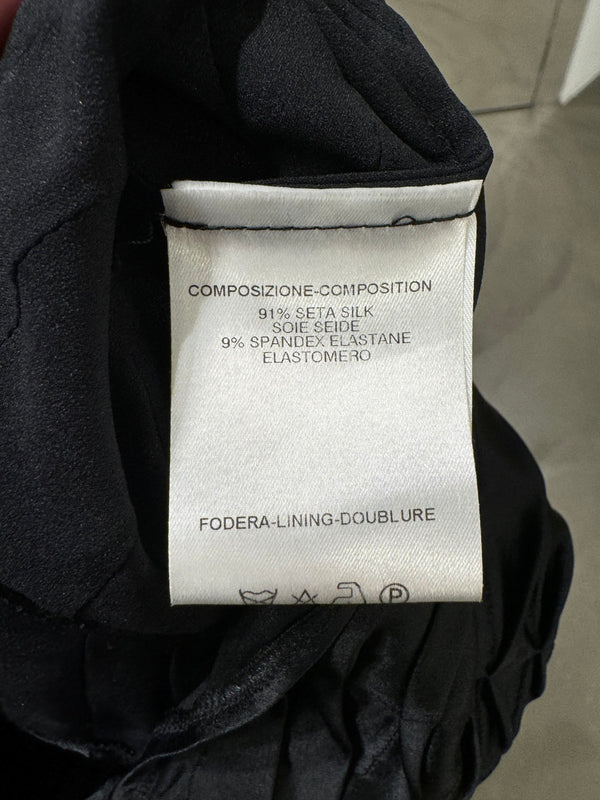 COMPOSIZIONE-COMPOSITION
91% SETA SILK
SOIE SEIDE
9% SPANDEX ELASTANE
ELASTOMERO
FODERA-LINING-DOUBLURE
P